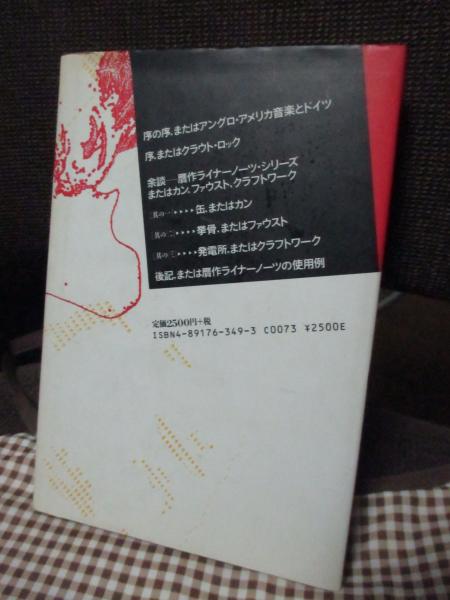 序の序、またはアングロ・アメリカ音楽とドイツ
序、またはクラウト・ロック
余談──贋作ライナーノーツ・シリーズ
またはカン、ファウスト、クラフトワーク
［其の一］・・・・缶、またはカン
［其の二］・・・・拳骨、またはファウスト
［其の三］・・・・発電所、またはクラフトワーク
後記、または贋作ライナーノーツの使用例
定価2500円+税
ISBN4-89176-349-3 C0073 ¥2500E